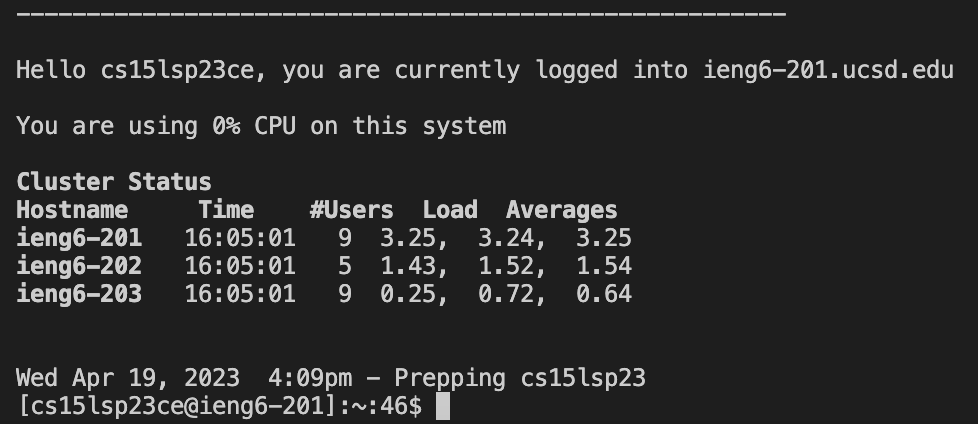 Hello cs15lsp23ce, you are currently logged into ieng6-201.ucsd.edu
You are using 0% CPU on this system
Cluster Status
Hostname     Time    #Users  Load  Averages
ieng6-201   16:05:01   9  3.25,  3.24,  3.25
ieng6-202   16:05:01   5  1.43,  1.52,  1.54
ieng6-203   16:05:01   9  0.25,  0.72,  0.64
Wed Apr 19, 2023  4:09pm - Prepping cs15lsp23
[cs15lsp23ce@ieng6-201]:~:46$